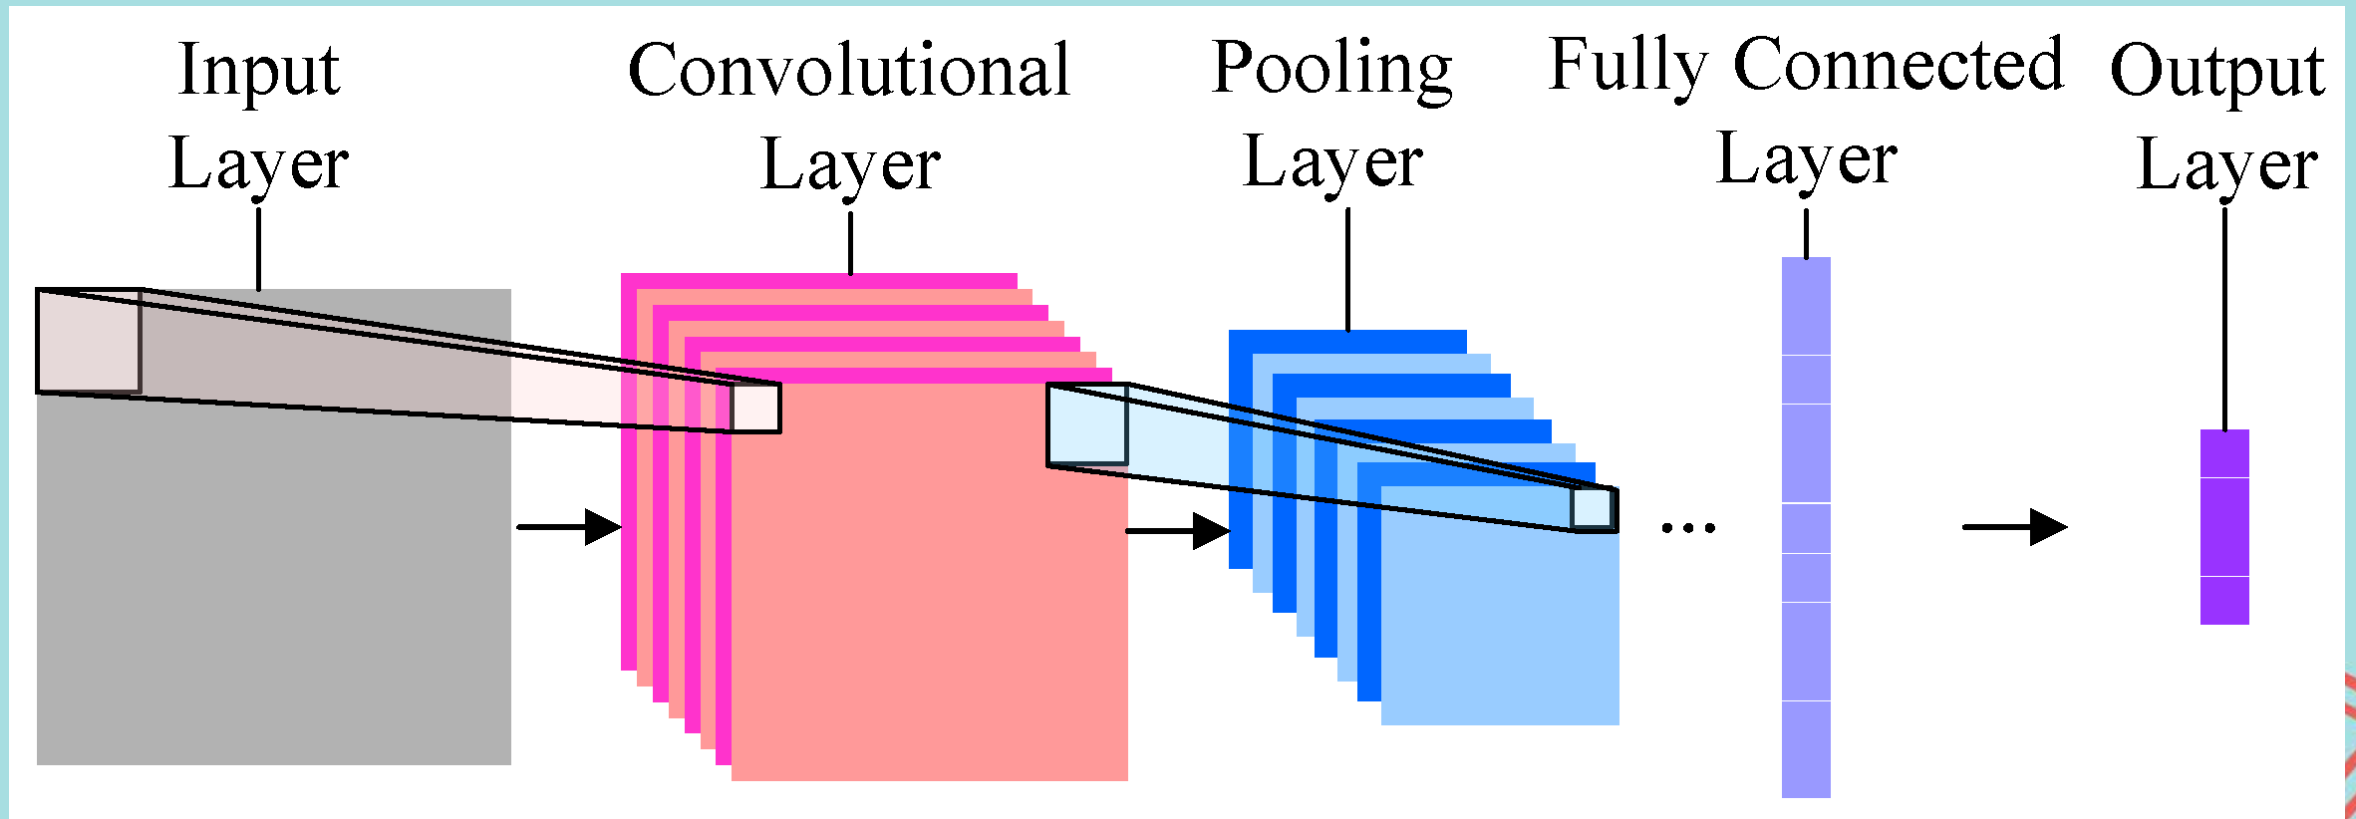 Input
Layer
Convolutional
Layer
Pooling
Layer
Fully Connected
Layer
Output
Layer
...